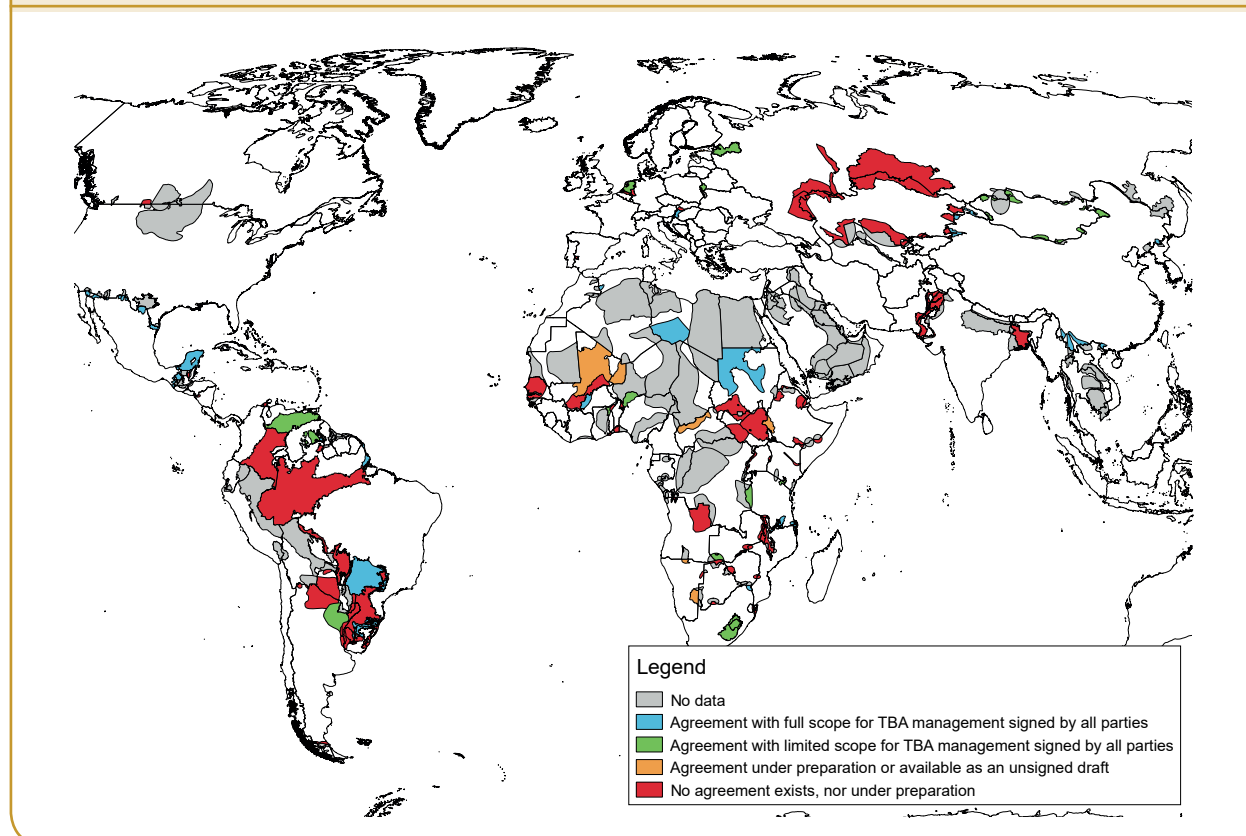 Legend
No data
Agreement with full scope for TBA management signed by all parties
Agreement with limited scope for TBA management signed by all parties
Agreement under preparation or available as an unsigned draft
No agreement exists, nor under preparation